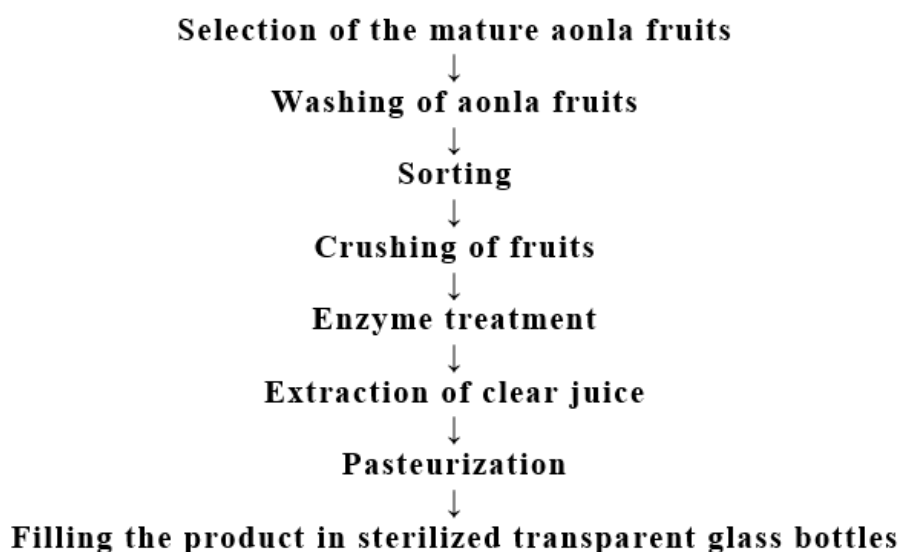 Selection of the mature aonla fruits
↓
Washing of aonla fruits
↓
Sorting
↓
Crushing of fruits
↓
Enzyme treatment
↓
Extraction of clear juice
↓
Pasteurization
↓
Filling the product in sterilized transparent glass bottles